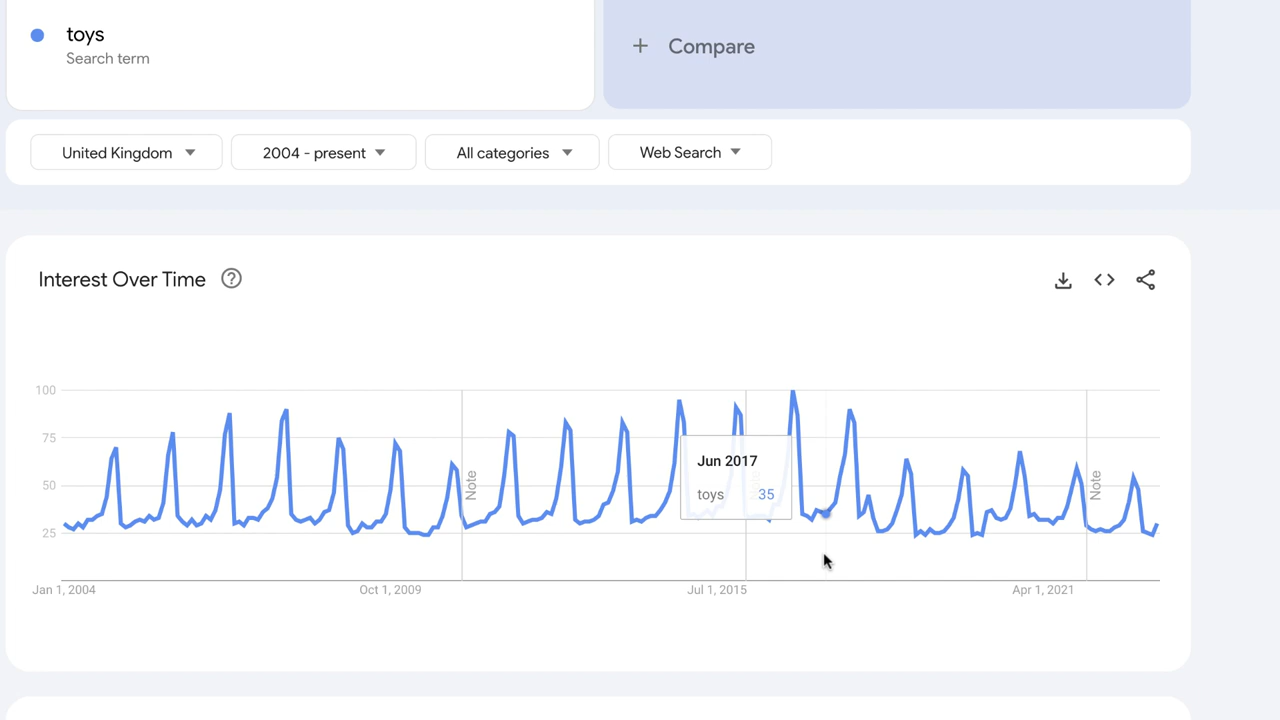 toys
Search term
+ Compare
United Kingdom
2004 - present
All categories
Web Search
Interest Over Time
100
75
50
25
Note
Note
Jun 2017
toys 35
Jan 1, 2004
Oct 1, 2009
Jul 1, 2015
Apr 1, 2021